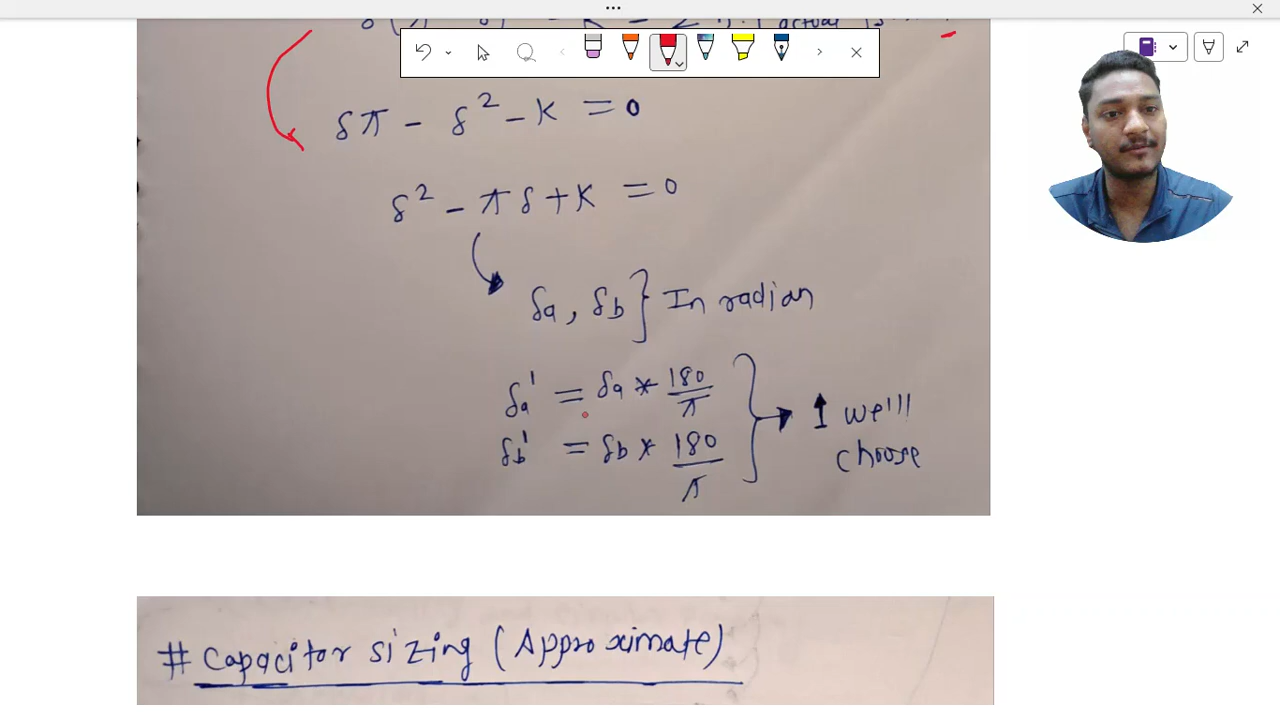 δπ - δ² - K = 0
δ² - πδ + K = 0
δa, δb } In radian
δa' = δa * 180/π
δb' = δb * 180/π
1 we'll
choose
# Capacitor sizing (Approximate)